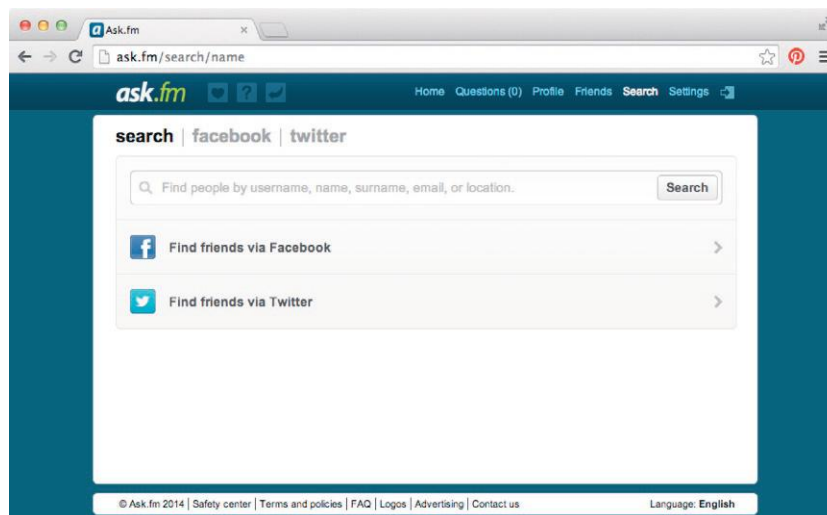 Ask.fm
ask.fm/search/name
ask.fm Home Questions (0) Profile Friends Search Settings
search | facebook | twitter
Find people by username, name, surname, email, or location. Search
Find friends via Facebook
Find friends via Twitter
© Ask.fm 2014 | Safety center | Terms and policies | FAQ | Logos | Advertising | Contact us Language: English